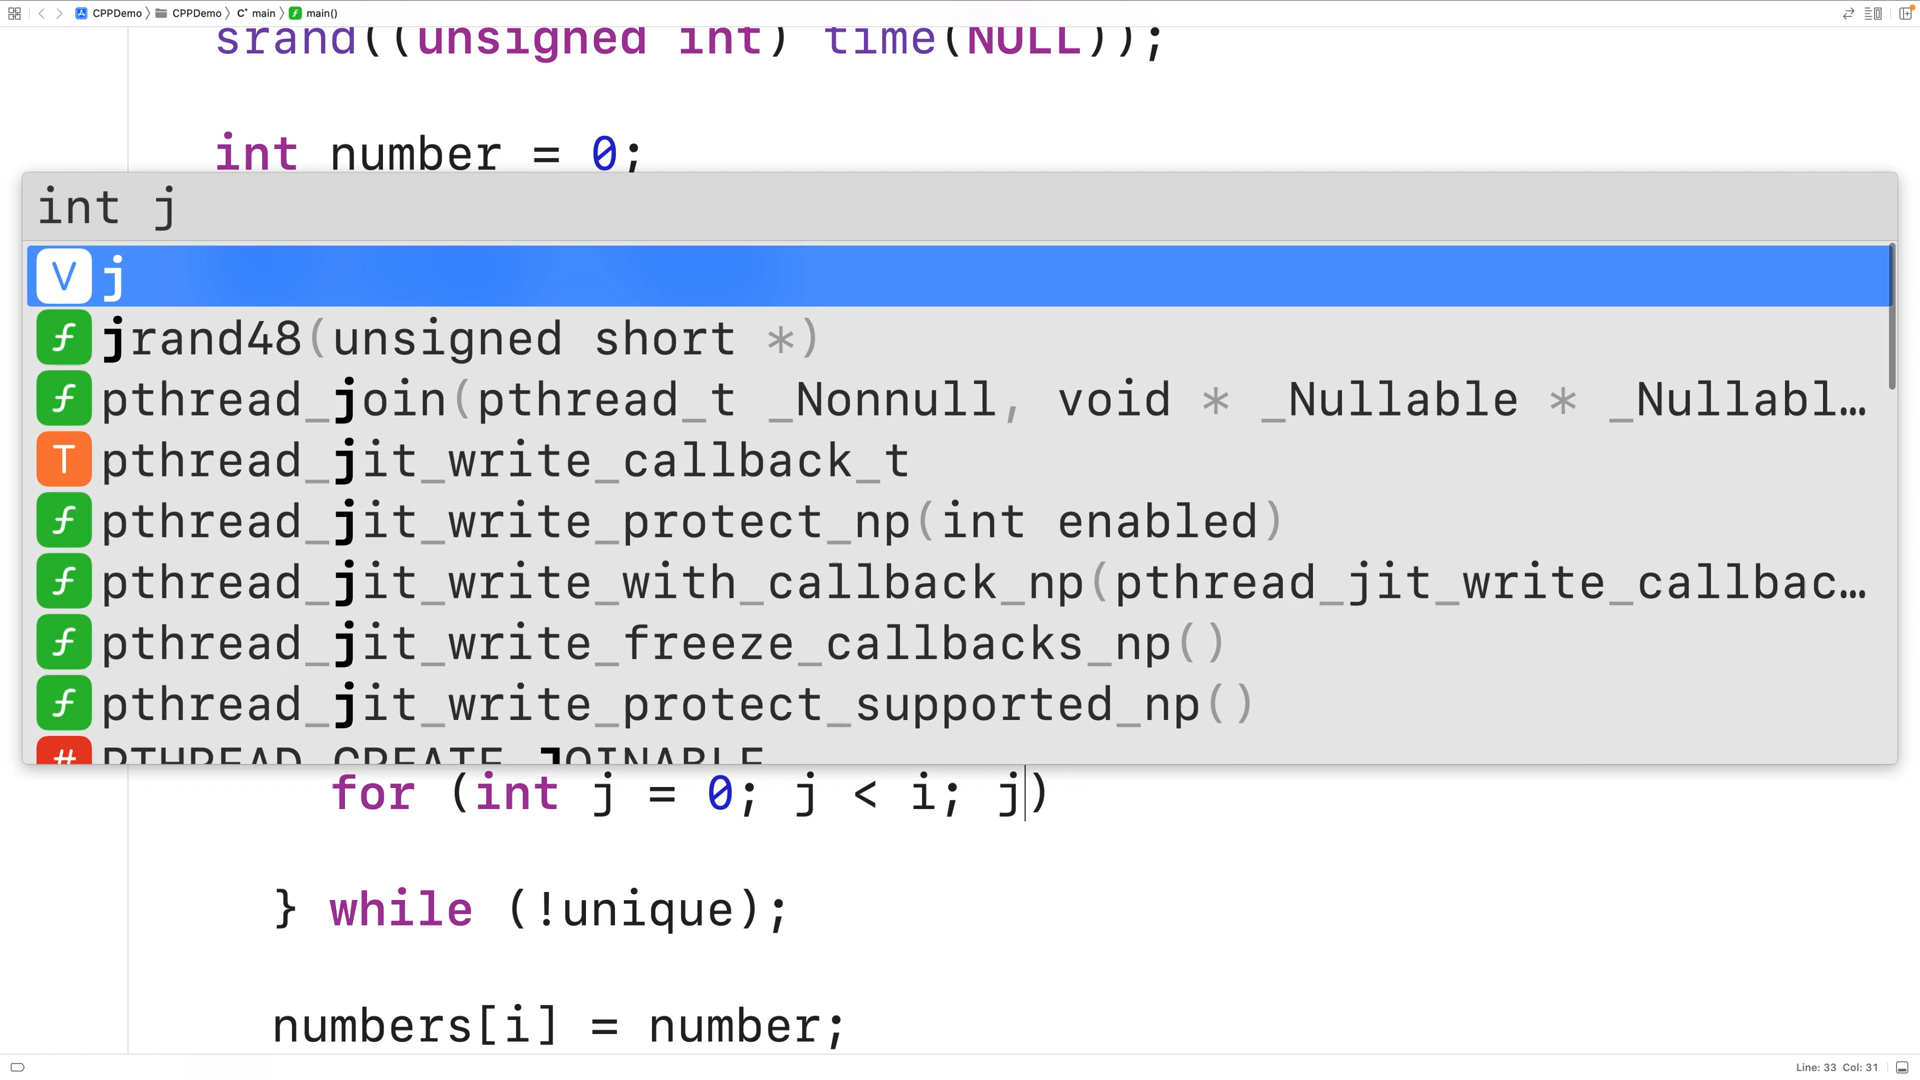 CPPDemo 〉 CPPDemo 〉 C+ main 〉 f main()
srand((unsigned int) time(NULL));
int number = 0;
int j
V j
f jrand48(unsigned short *)
f pthread_join(pthread_t _Nonnull, void * _Nullable * _Nullabl…
T pthread_jit_write_callback_t
f pthread_jit_write_protect_np(int enabled)
f pthread_jit_write_with_callback_np(pthread_jit_write_callbac…
f pthread_jit_write_freeze_callbacks_np()
f pthread_jit_write_protect_supported_np()
# PTHREAD_CREATE_JOINABLE
for (int j = 0; j < i; j)
} while (!unique);
numbers[i] = number;
Line: 33 Col: 31